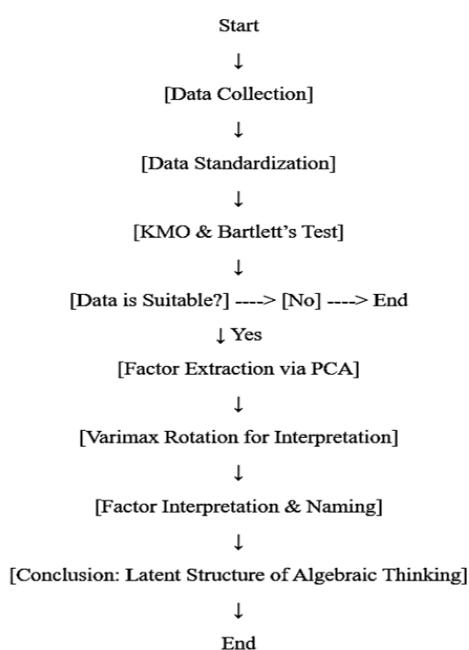 Start
↓
[Data Collection]
↓
[Data Standardization]
↓
[KMO & Bartlett’s Test]
↓
[Data is Suitable?] ----> [No] ----> End
↓ Yes
[Factor Extraction via PCA]
↓
[Varimax Rotation for Interpretation]
↓
[Factor Interpretation & Naming]
↓
[Conclusion: Latent Structure of Algebraic Thinking]
↓
End